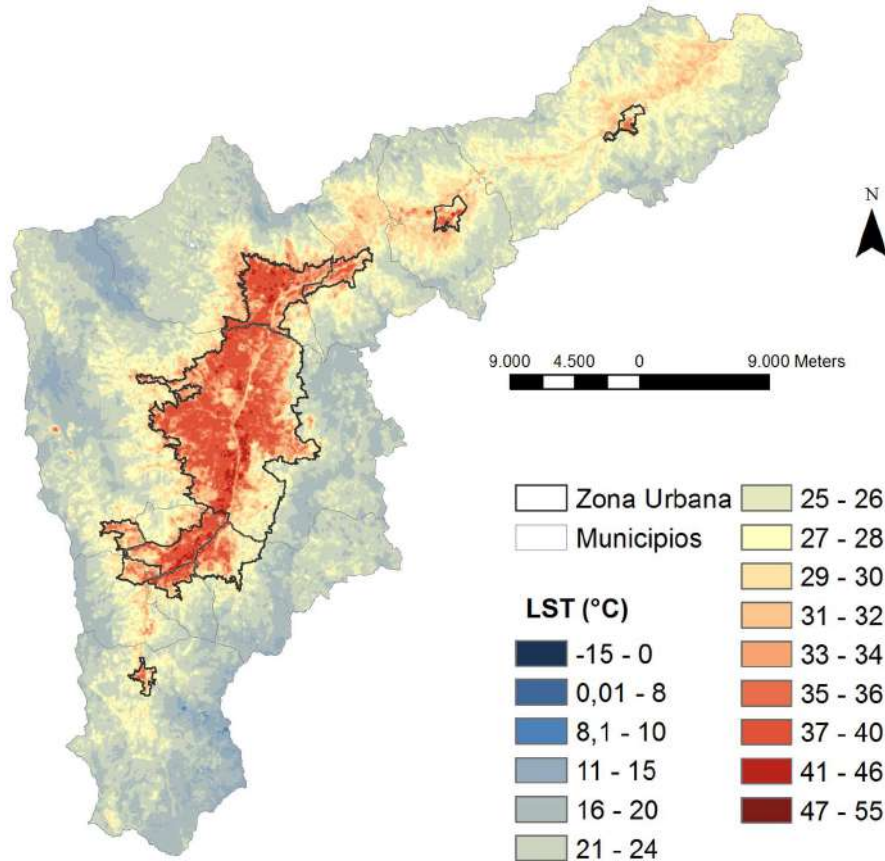 N
9.000 4.500 0 9.000 Meters
Zona Urbana
Municipios
LST (°C)
-15 - 0
0,01 - 8
8,1 - 10
11 - 15
16 - 20
21 - 24
25 - 26
27 - 28
29 - 30
31 - 32
33 - 34
35 - 36
37 - 40
41 - 46
47 - 55